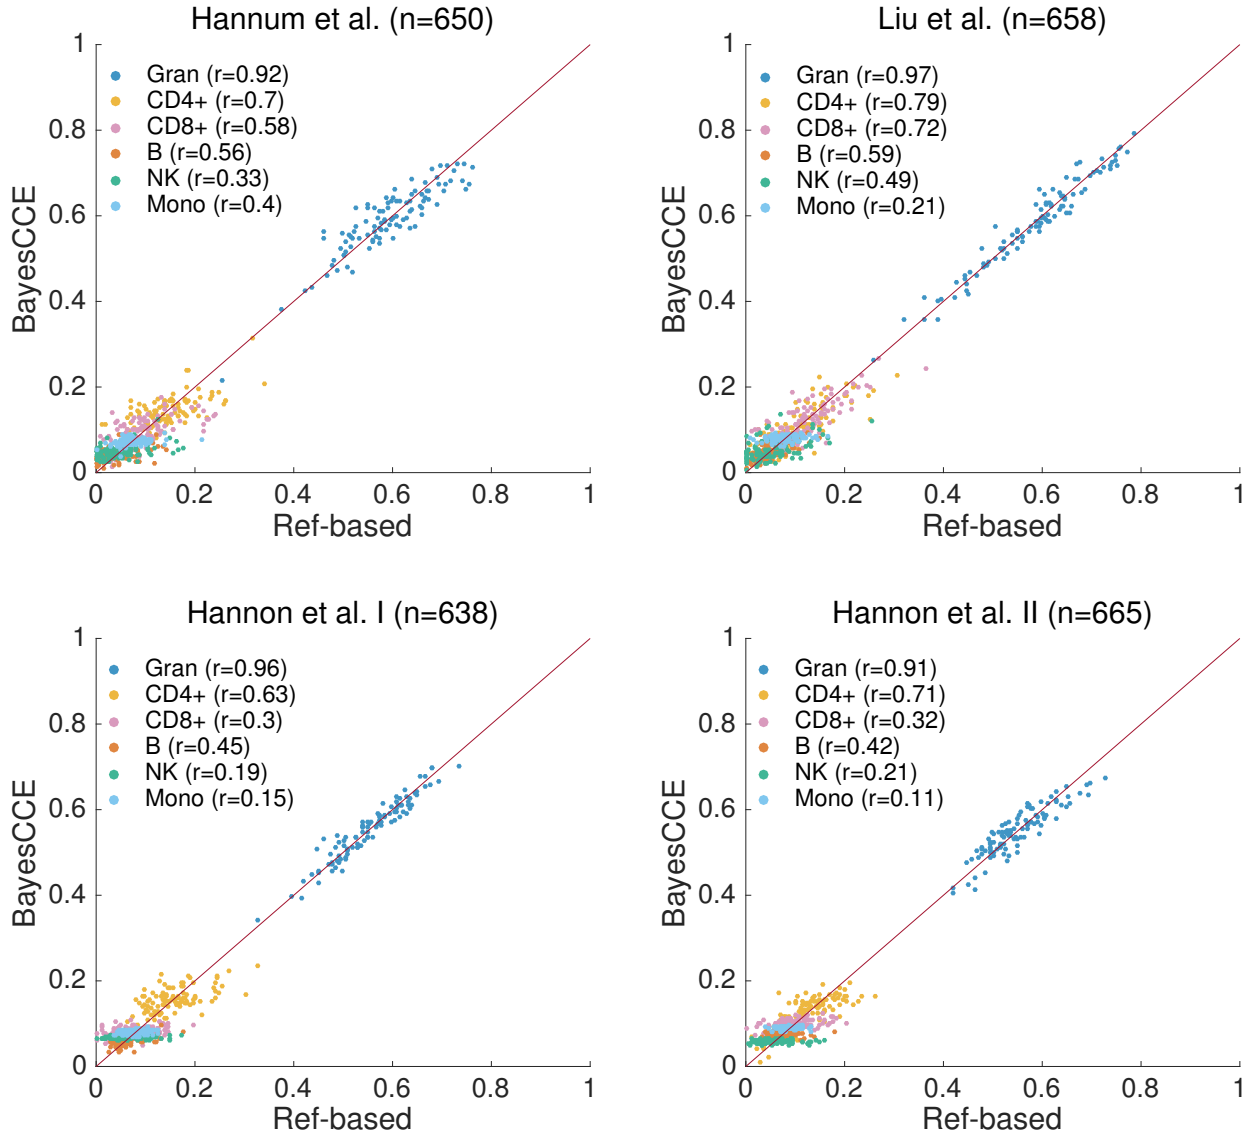 Hannum et al. (n=650)
1
0.8
0.6
0.4
0.2
0
BayesCCE
Gran (r=0.92)
CD4+ (r=0.7)
CD8+ (r=0.58)
B (r=0.56)
NK (r=0.33)
Mono (r=0.4)
0 0.2 0.4 0.6 0.8 1
Ref-based
Liu et al. (n=658)
1
0.8
0.6
0.4
0.2
0
BayesCCE
Gran (r=0.97)
CD4+ (r=0.79)
CD8+ (r=0.72)
B (r=0.59)
NK (r=0.49)
Mono (r=0.21)
0 0.2 0.4 0.6 0.8 1
Ref-based
Hannon et al. I (n=638)
1
0.8
0.6
0.4
0.2
0
BayesCCE
Gran (r=0.96)
CD4+ (r=0.63)
CD8+ (r=0.3)
B (r=0.45)
NK (r=0.19)
Mono (r=0.15)
0 0.2 0.4 0.6 0.8 1
Ref-based
Hannon et al. II (n=665)
1
0.8
0.6
0.4
0.2
0
BayesCCE
Gran (r=0.91)
CD4+ (r=0.71)
CD8+ (r=0.32)
B (r=0.42)
NK (r=0.21)
Mono (r=0.11)
0 0.2 0.4 0.6 0.8 1
Ref-based